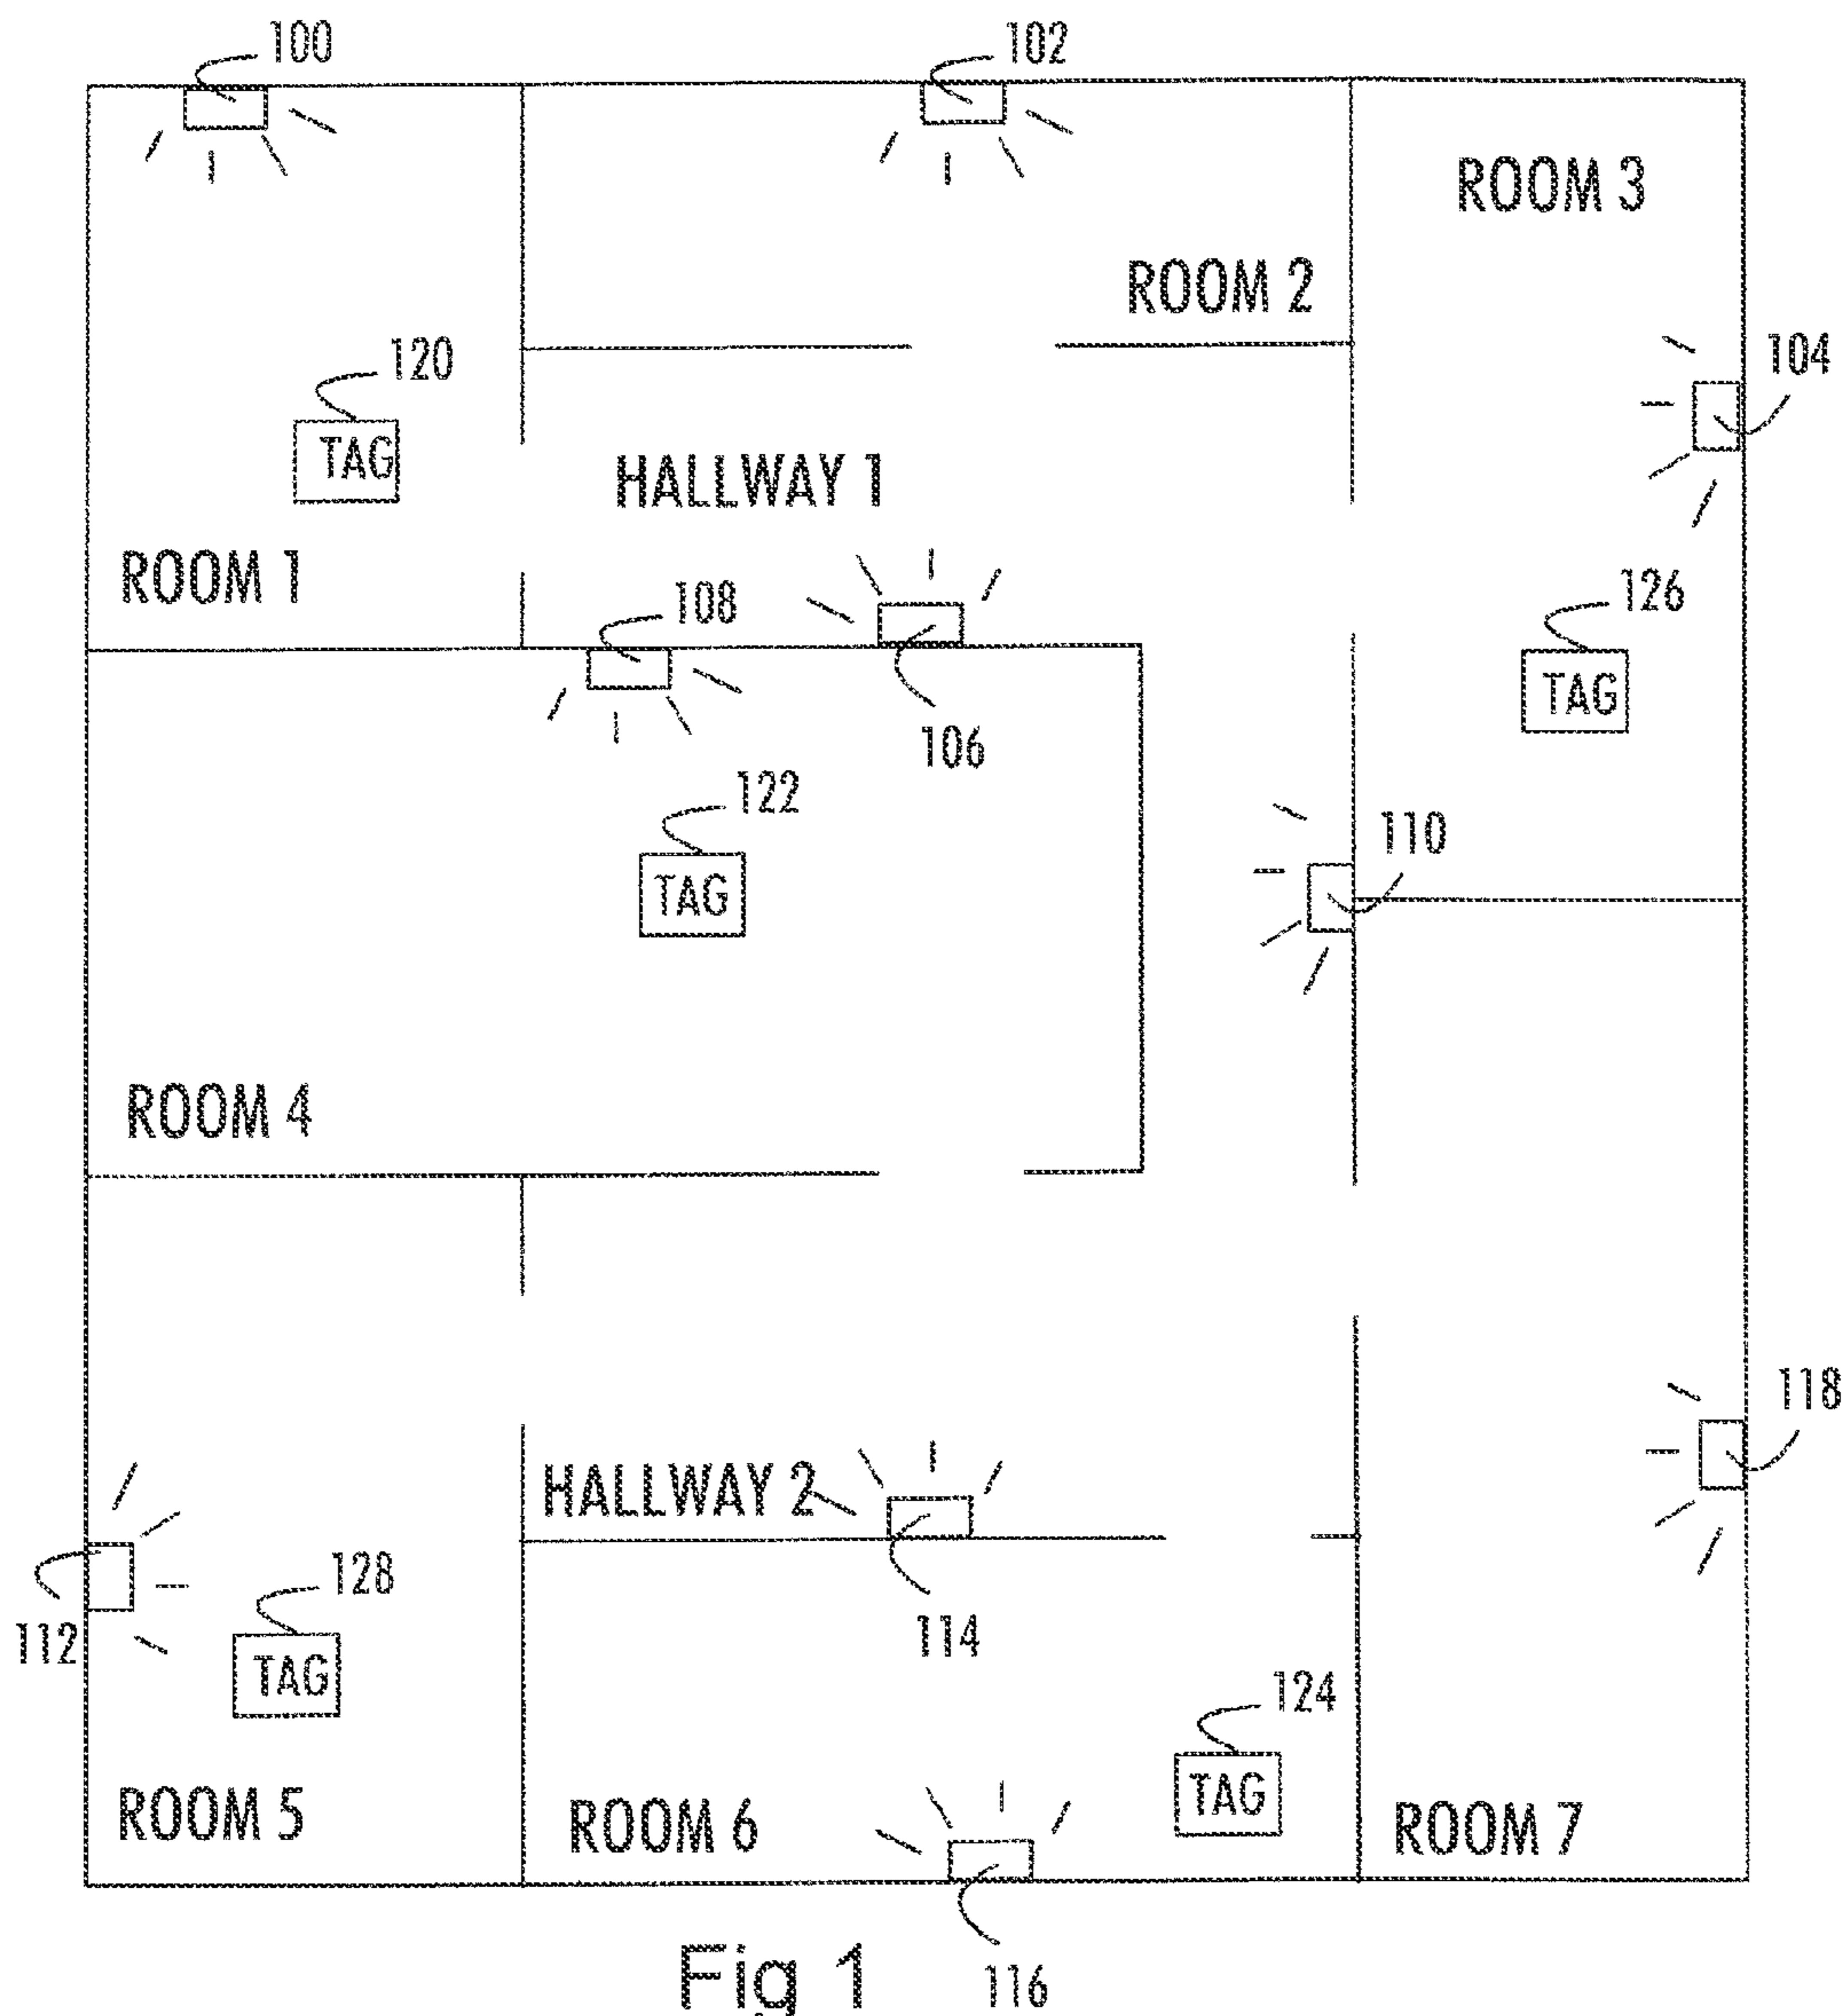 100
102
ROOM 3
ROOM 2
104
120
TAG
HALLWAY 1
ROOM 1
108
126
TAG
106
122
TAG
110
ROOM 4
118
HALLWAY 2
128
112
TAG
114
124
TAG
ROOM 5
ROOM 6
ROOM 7
116
Fig 1